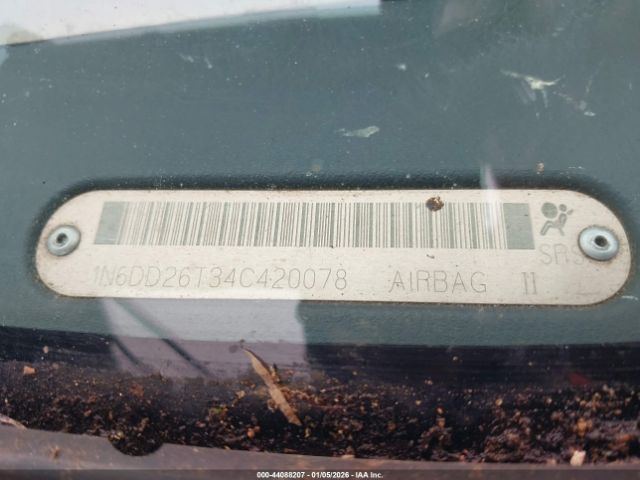 SRS
1N6DD26T34C420078 AIRBAG II
000-44088207 - 01/05/2026 - © IAA Inc.